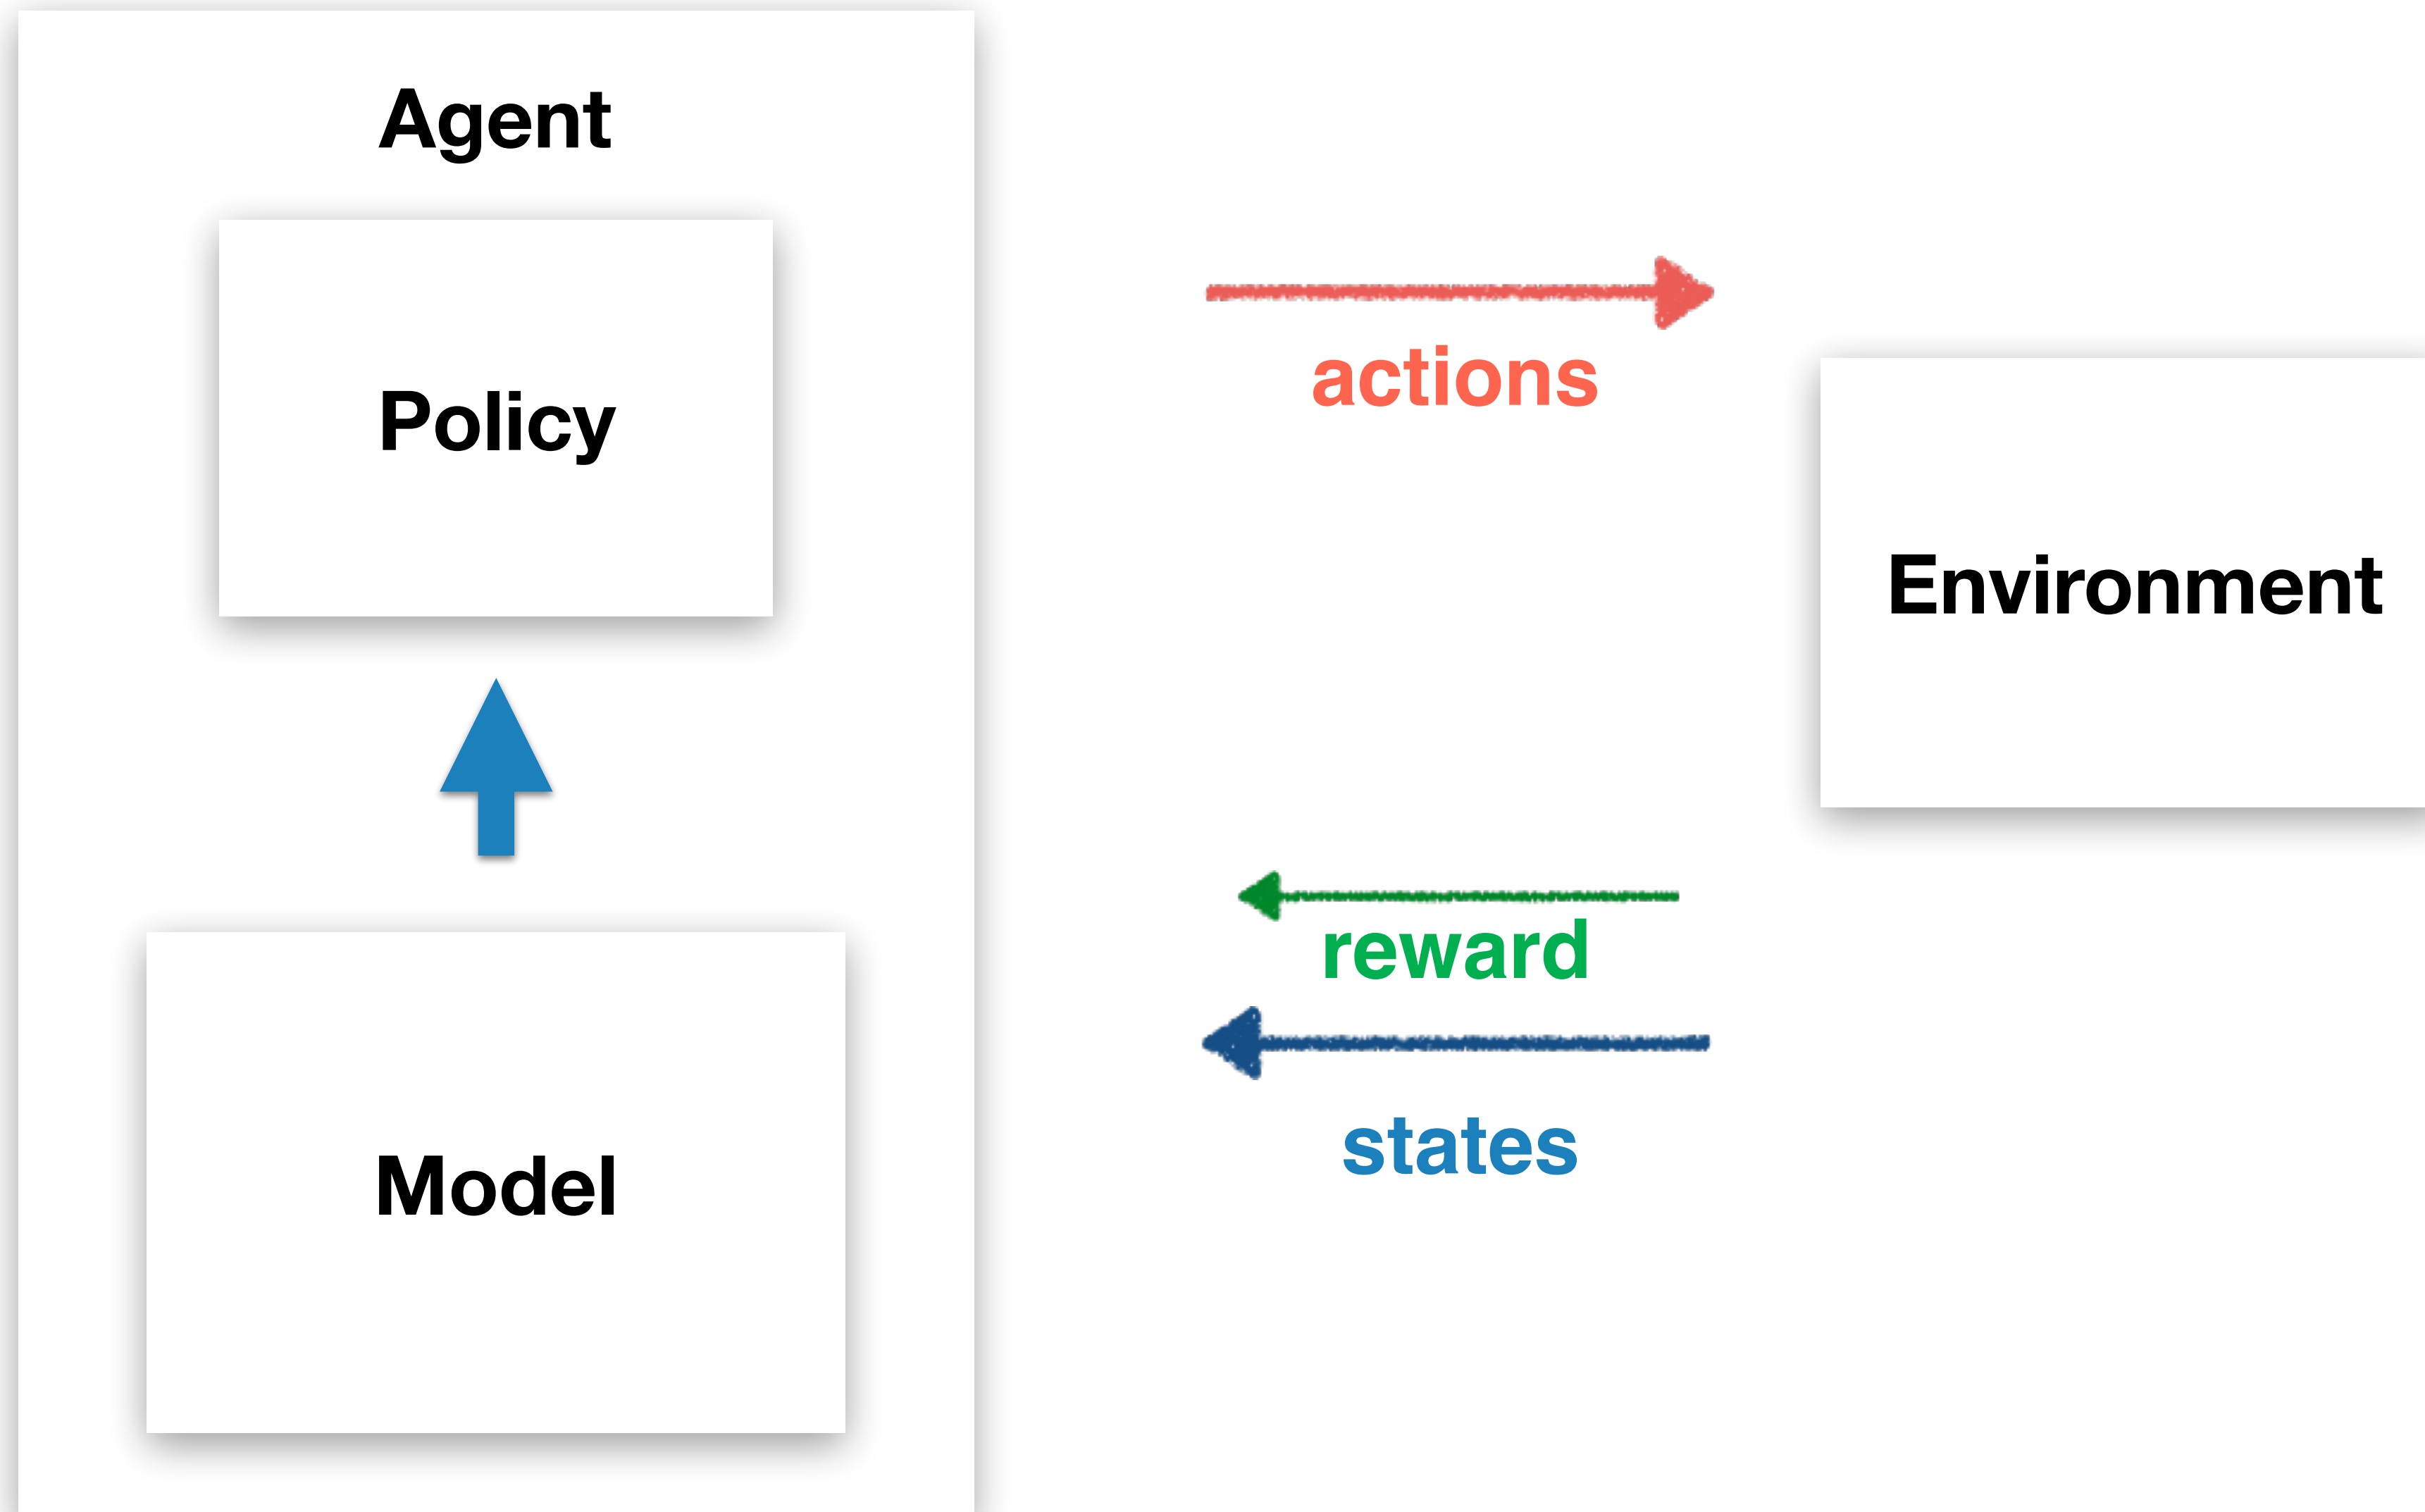 Agent
Policy
Model
actions
reward
states
Environment